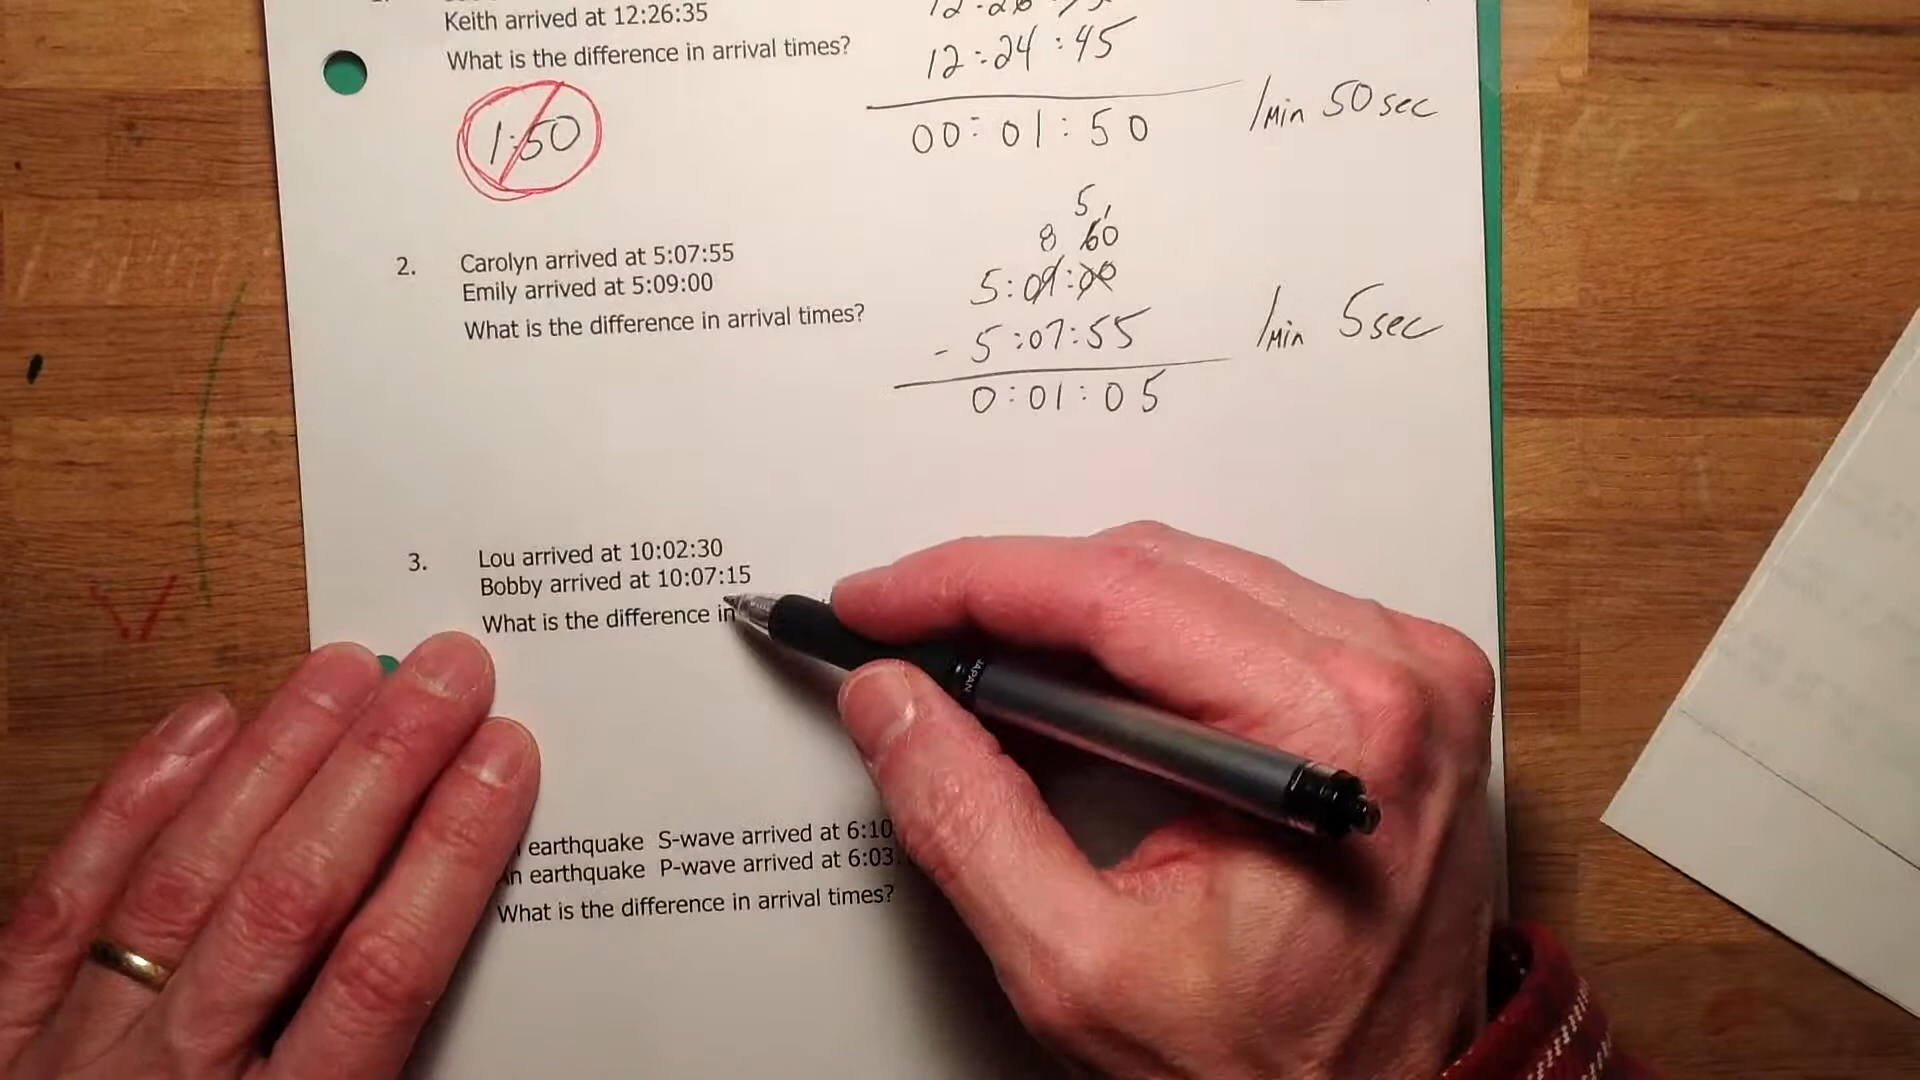 Keith arrived at 12:26:35
What is the difference in arrival times?
12:24:45
00:01:50
1 min 50 sec
1:50
2. Carolyn arrived at 5:07:55
Emily arrived at 5:09:00
What is the difference in arrival times?
5
8 60
5:09:00
- 5:07:55
0:01:05
1 min 5 sec
3. Lou arrived at 10:02:30
Bobby arrived at 10:07:15
What is the difference in
earthquake S-wave arrived at 6:10
An earthquake P-wave arrived at 6:03
What is the difference in arrival times?
JAPAN